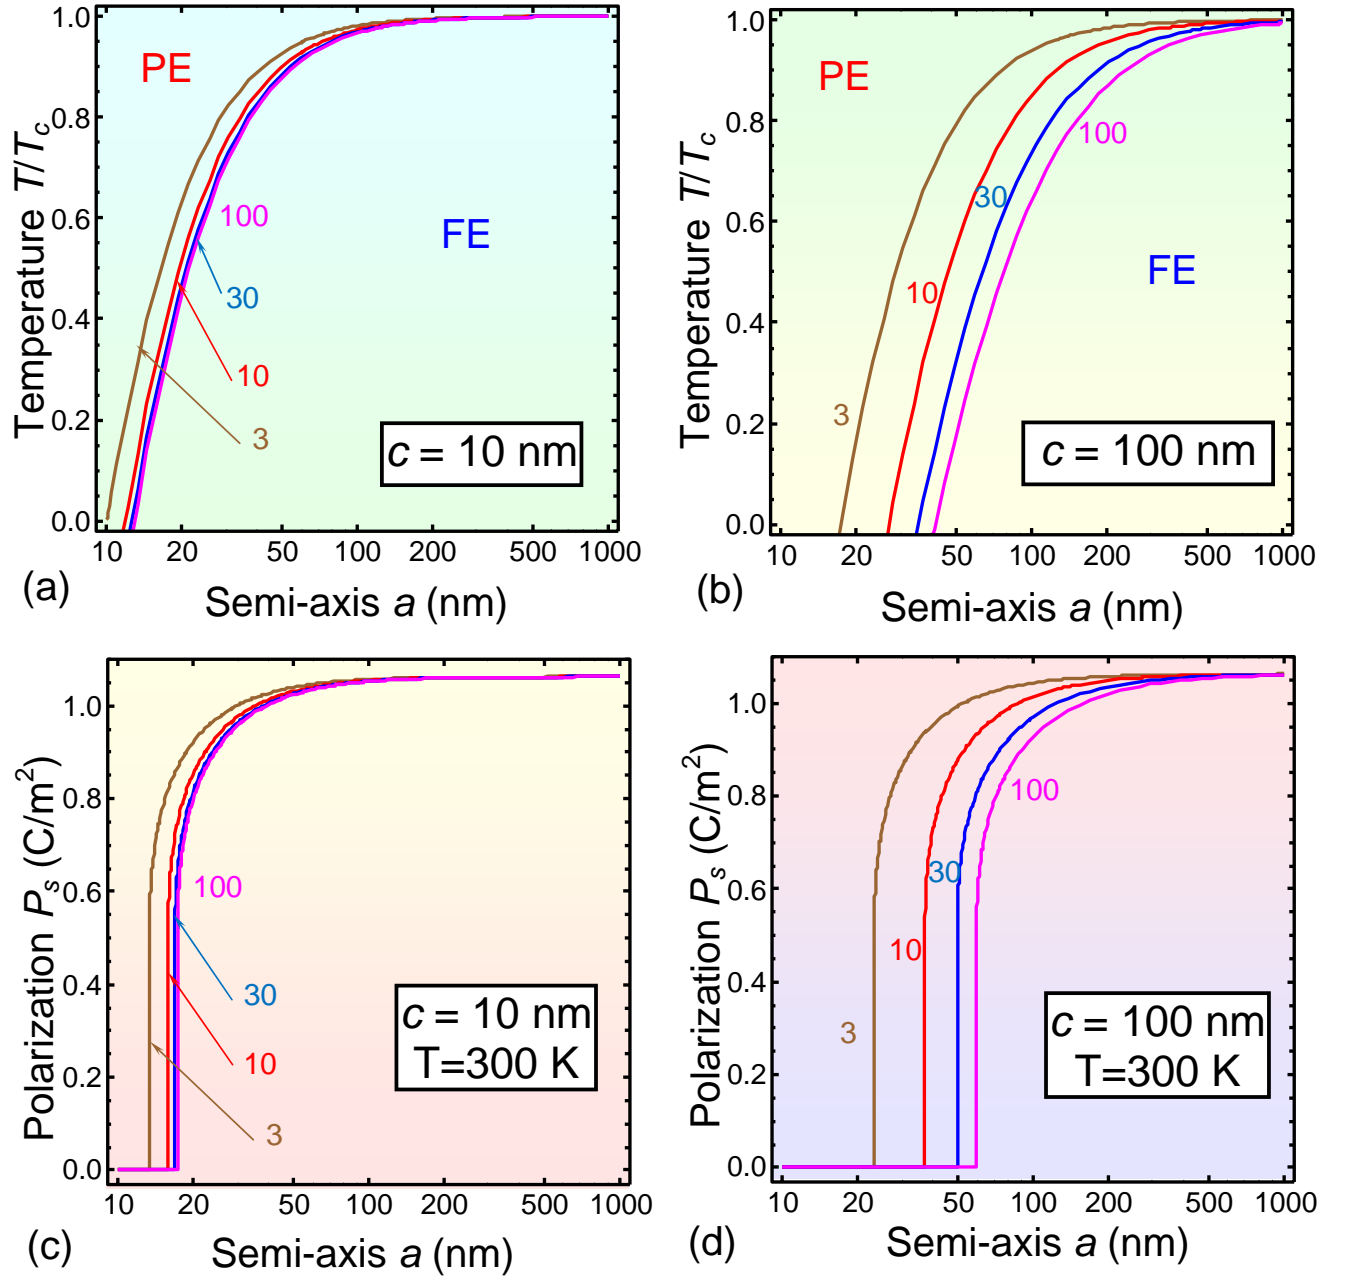 1.0
0.8
0.6
0.4
0.2
0.0
Temperature T/Tc
PE
FE
100
30
10
3
c = 10 nm
10 20 50 100 200 500 1000
(a)
Semi-axis a (nm)
1.0
0.8
0.6
0.4
0.2
0.0
Temperature T/Tc
PE
100
30
FE
10
3
c = 100 nm
10 20 50 100 200 500 1000
(b)
Semi-axis a (nm)
1.0
0.8
0.6
0.4
0.2
0.0
Polarization Ps (C/m2)
100
30
10
3
c = 10 nm
T=300 K
10 20 50 100 200 500 1000
(c)
Semi-axis a (nm)
1.0
0.8
0.6
0.4
0.2
0.0
Polarization Ps (C/m2)
100
30
10
3
c = 100 nm
T=300 K
10 20 50 100 200 500 1000
(d)
Semi-axis a (nm)